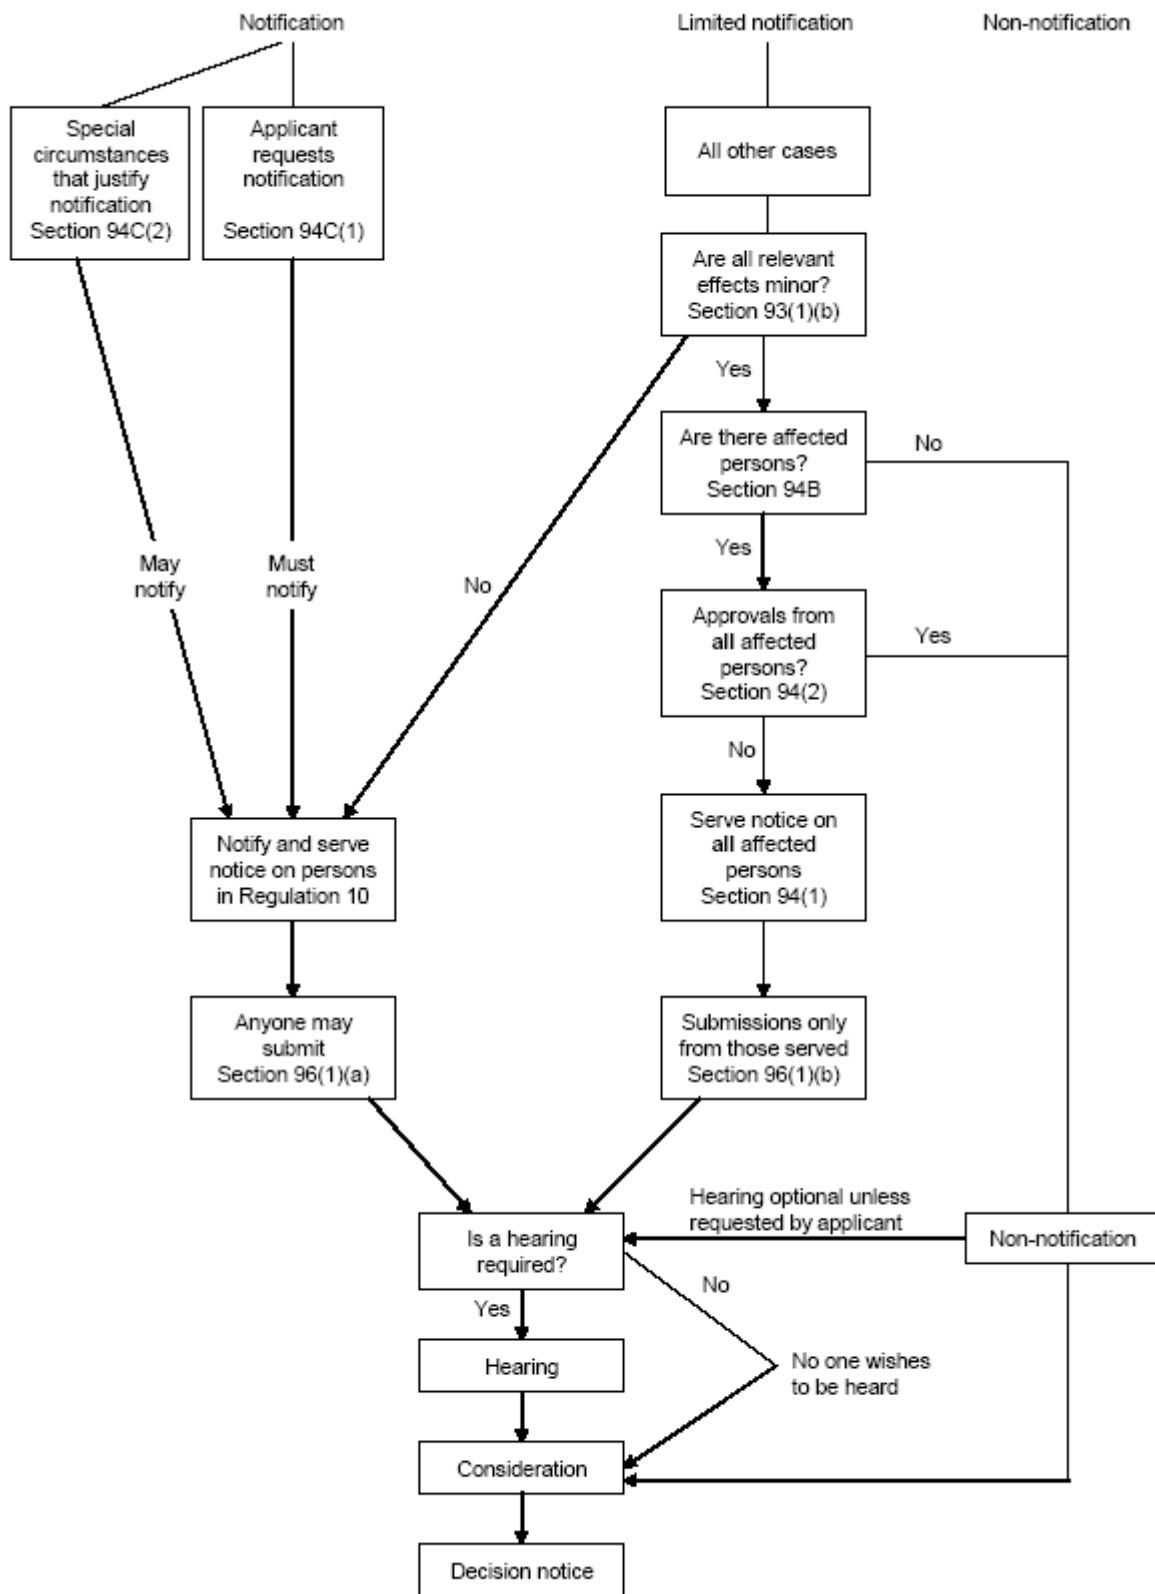 Notification
Limited notification
Non-notification
Special
circumstances
that justify
notification
Section 94C(2)
Applicant
requests
notification
Section 94C(1)
All other cases
Are all relevant
effects minor?
Section 93(1)(b)
Yes
No
Are there affected
persons?
Section 94B
No
Yes
May
notify
Must
notify
Approvals from
all affected
persons?
Section 94(2)
Yes
No
Notify and serve
notice on persons
in Regulation 10
Serve notice on
all affected
persons
Section 94(1)
Anyone may
submit
Section 96(1)(a)
Submissions only
from those served
Section 96(1)(b)
Hearing optional unless
requested by applicant
Non-notification
Is a hearing
required?
No
Yes
Hearing
No one wishes
to be heard
Consideration
Decision notice